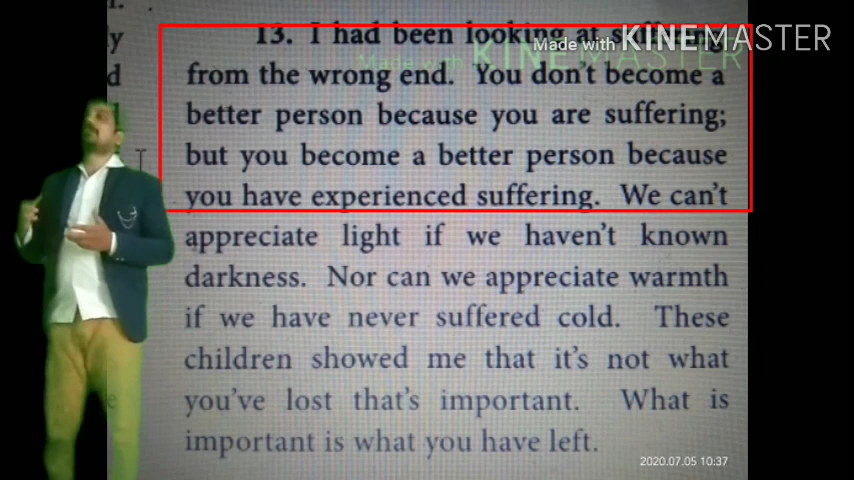 13. I had been looking at suffering
from the wrong end. You don't become a
better person because you are suffering;
but you become a better person because
you have experienced suffering. We can't
appreciate light if we haven't known
darkness. Nor can we appreciate warmth
if we have never suffered cold. These
children showed me that it's not what
you've lost that's important. What is
important is what you have left.
Made with KINEMASTER
Made with KINEMASTER
2020.07.05 10:37
y
d
e